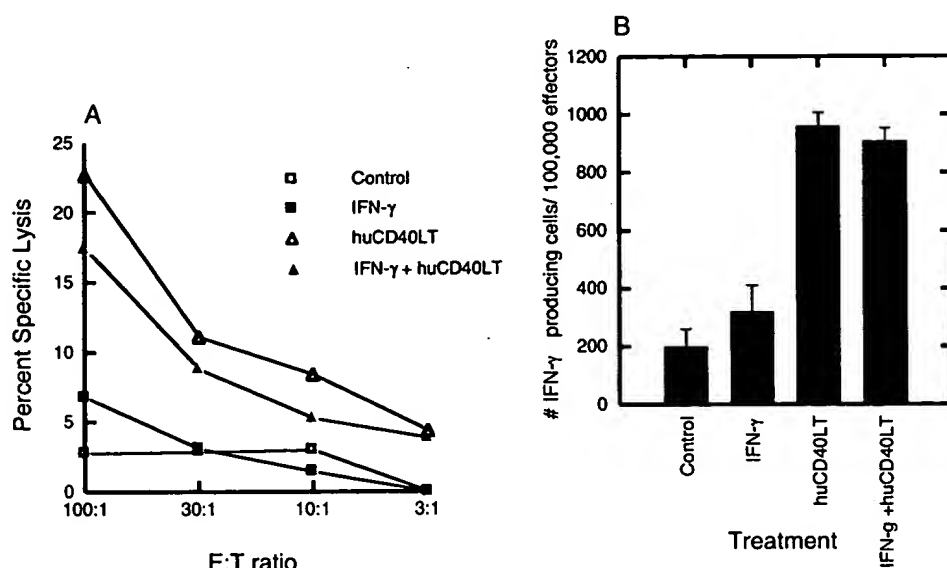 A
25
20
15
10
5
0
Percent Specific Lysis
100:1
30:1
10:1
3:1
E:T ratio
Control
IFN-γ
huCD40LT
IFN-γ + huCD40LT
B
1200
1000
800
600
400
200
0
# IFN-γ producing cells/ 100,000 effectors
Control
IFN-γ
huCD40LT
IFN-g +huCD40LT
Treatment